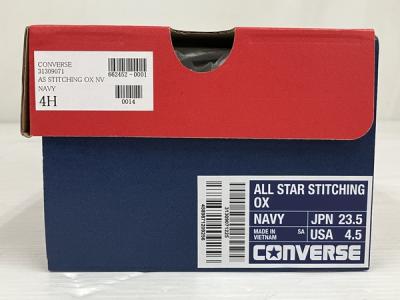 CONVERSE
31309071
662452-0001
AS STITCHING OX NV
NAVY
4H
0014
ALL STAR STITCHING
OX
NAVY JPN 23.5
MADE IN VIETNAM SA USA 4.5
CONVERSE